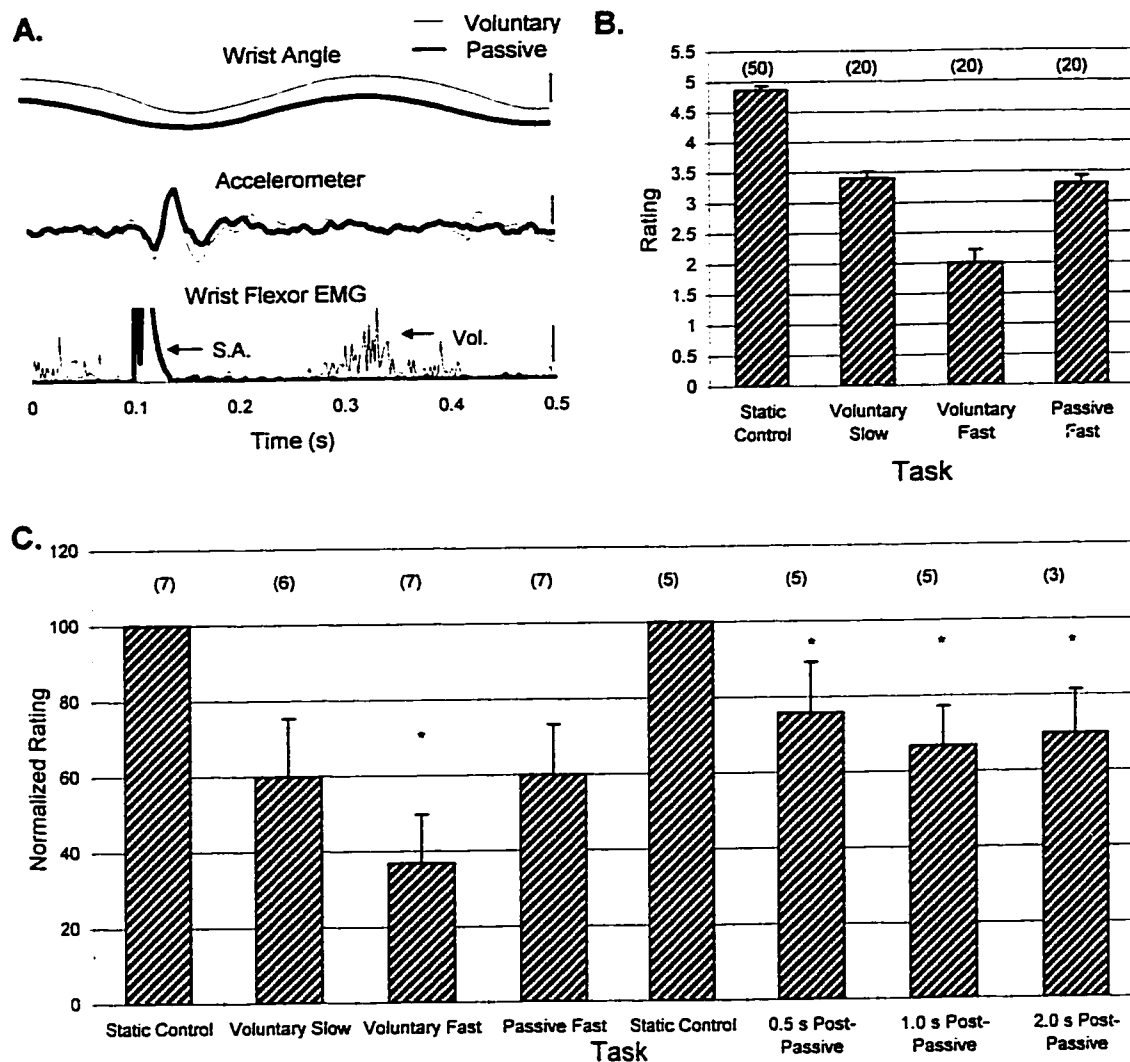 A.
Voluntary
Passive
Wrist Angle
Accelerometer
Wrist Flexor EMG
S.A.
Vol.
0 0.1 0.2 0.3 0.4 0.5
Time (s)
B.
5.5
5
4.5
4
3.5
3
2.5
2
1.5
1
0.5
0
Rating
(50) (20) (20) (20)
Static Voluntary Voluntary Passive
Control Slow Fast Fast
Task
C.
120
100
80
60
40
20
0
Normalized Rating
(7) (6) (7) (7) (5) (5) (5) (3)
* * * *
Static Control Voluntary Slow Voluntary Fast Passive Fast Static Control 0.5 s Post- 1.0 s Post- 2.0 s Post-
Passive Passive Passive
Task